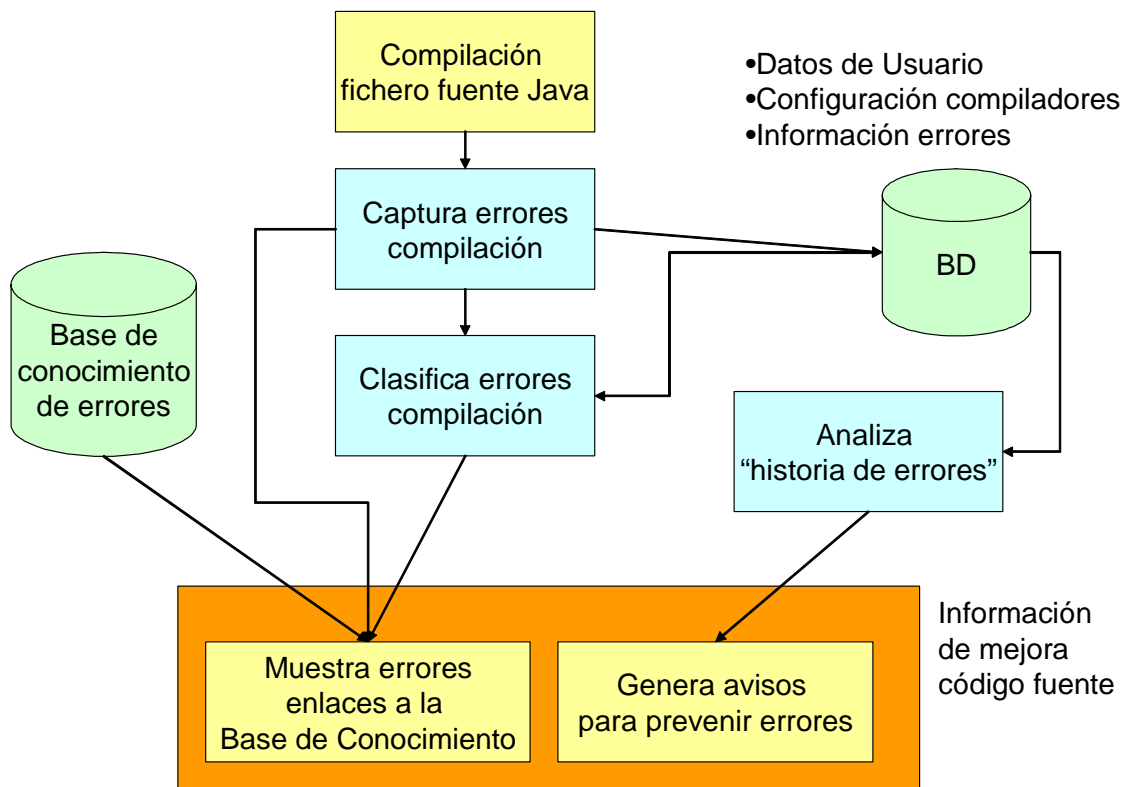 Compilación
fichero fuente Java
•Datos de Usuario
•Configuración compiladores
•Información errores
Captura errores
compilación
BD
Base de
conocimiento
de errores
Clasifica errores
compilación
Analiza
“historia de errores”
Información
de mejora
código fuente
Muestra errores
enlaces a la
Base de Conocimiento
Genera avisos
para prevenir errores